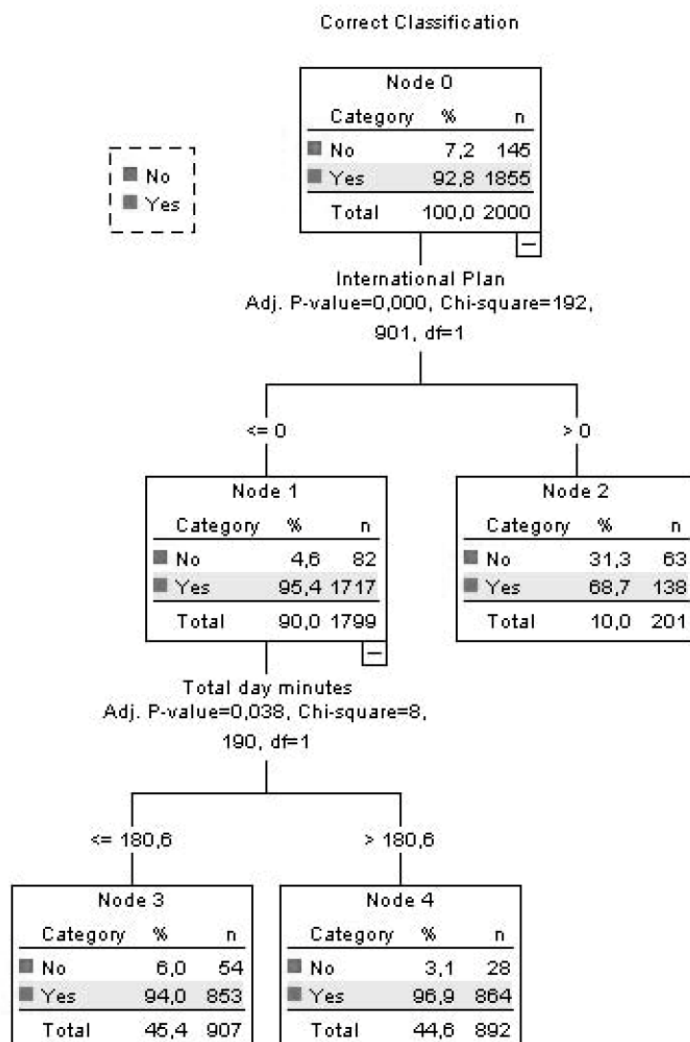 Correct Classification
Node 0
Category % n
No 7,2 145
Yes 92,8 1855
Total 100,0 2000
No
Yes
International Plan
Adj. P-value=0,000, Chi-square=192,
901, df=1
<= 0
> 0
Node 1
Category % n
No 4,6 82
Yes 95,4 1717
Total 90,0 1799
Node 2
Category % n
No 31,3 63
Yes 68,7 138
Total 10,0 201
Total day minutes
Adj. P-value=0,038, Chi-square=8,
190, df=1
<= 180,6
> 180,6
Node 3
Category % n
No 6,0 54
Yes 94,0 853
Total 45,4 907
Node 4
Category % n
No 3,1 28
Yes 96,9 864
Total 44,6 892